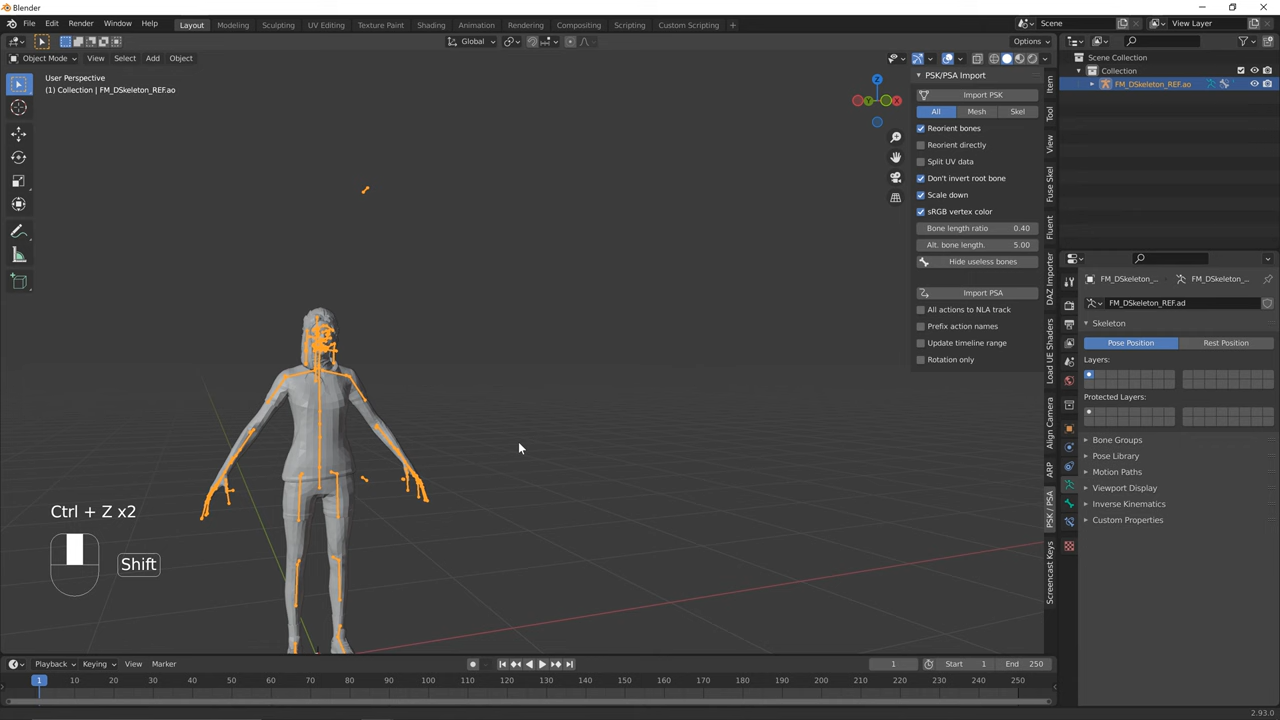 Blender
File Edit Render Window Help Layout Modeling Sculpting UV Editing Texture Paint Shading Animation Rendering Compositing Scripting Custom Scripting + Scene View Layer
Global Options
Object Mode View Select Add Object
User Perspective
(1) Collection | FM_DSkeleton_REF.ao
Z
Y
X
PSK/PSA Import
Import PSK
All Mesh Skel
Reorient bones
Reorient directly
Split UV data
Don't invert root bone
Scale down
sRGB vertex color
Bone length ratio 0.40
Alt. bone length. 5.00
Hide useless bones
Import PSA
All actions to NLA track
Prefix action names
Update timeline range
Rotation only
Item
Tool
View
Fuse Skel
Fluent
DAZ Importer
Load UE Shaders
Align Camera
ARP
PSK / PSA
Screencast Keys
Scene Collection
Collection
FM_DSkeleton_REF.ao
FM_DSkeleton_... FM_DSkeleton_...
FM_DSkeleton_REF.ad
Skeleton
Pose Position Rest Position
Layers:
Protected Layers:
Bone Groups
Pose Library
Motion Paths
Viewport Display
Inverse Kinematics
Custom Properties
Ctrl + Z x2
Shift
Playback Keying View Marker 1 Start 1 End 250
1 10 20 30 40 50 60 70 80 90 100 110 120 130 140 150 160 170 180 190 200 210 220 230 240 250
2.93.0